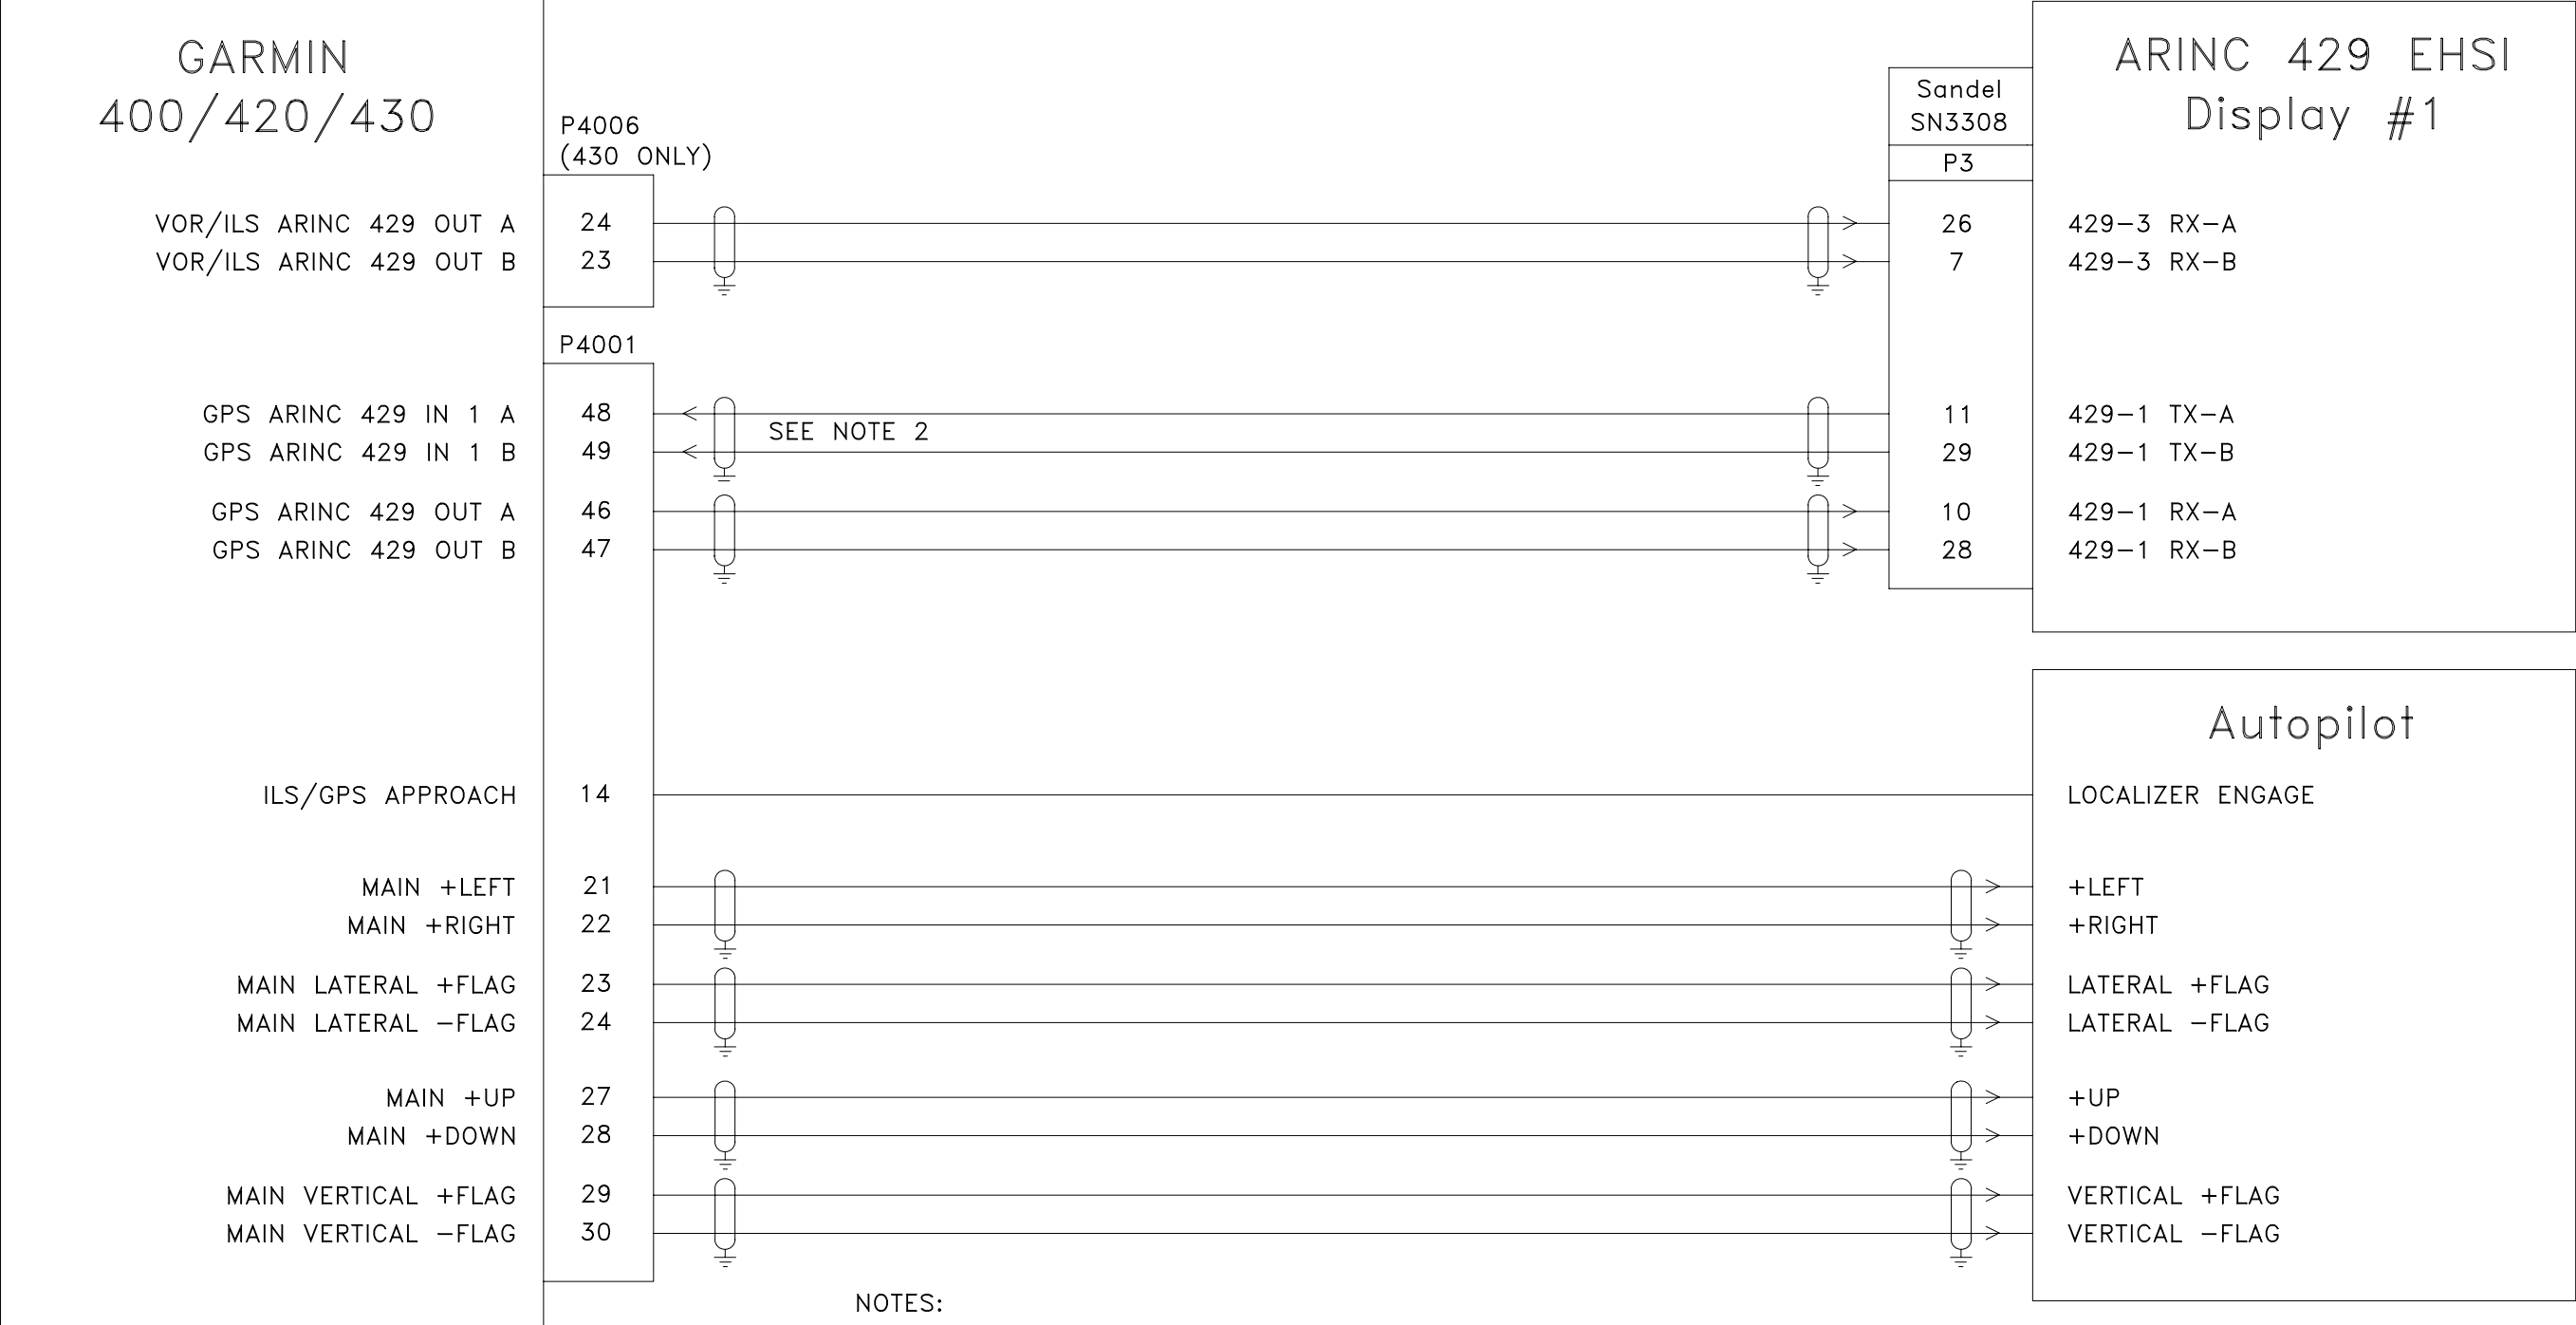 GARMIN
400/420/430
P4006
(430 ONLY)
VOR/ILS ARINC 429 OUT A 24
VOR/ILS ARINC 429 OUT B 23
P4001
GPS ARINC 429 IN 1 A 48
SEE NOTE 2
GPS ARINC 429 IN 1 B 49
GPS ARINC 429 OUT A 46
GPS ARINC 429 OUT B 47
ILS/GPS APPROACH 14
MAIN +LEFT 21
MAIN +RIGHT 22
MAIN LATERAL +FLAG 23
MAIN LATERAL −FLAG 24
MAIN +UP 27
MAIN +DOWN 28
MAIN VERTICAL +FLAG 29
MAIN VERTICAL −FLAG 30
ARINC 429 EHSI
Display #1
Sandel
SN3308
P3
26 429−3 RX−A
7 429−3 RX−B
11 429−1 TX−A
29 429−1 TX−B
10 429−1 RX−A
28 429−1 RX−B
Autopilot
LOCALIZER ENGAGE
+LEFT
+RIGHT
LATERAL +FLAG
LATERAL −FLAG
+UP
+DOWN
VERTICAL +FLAG
VERTICAL −FLAG
NOTES: